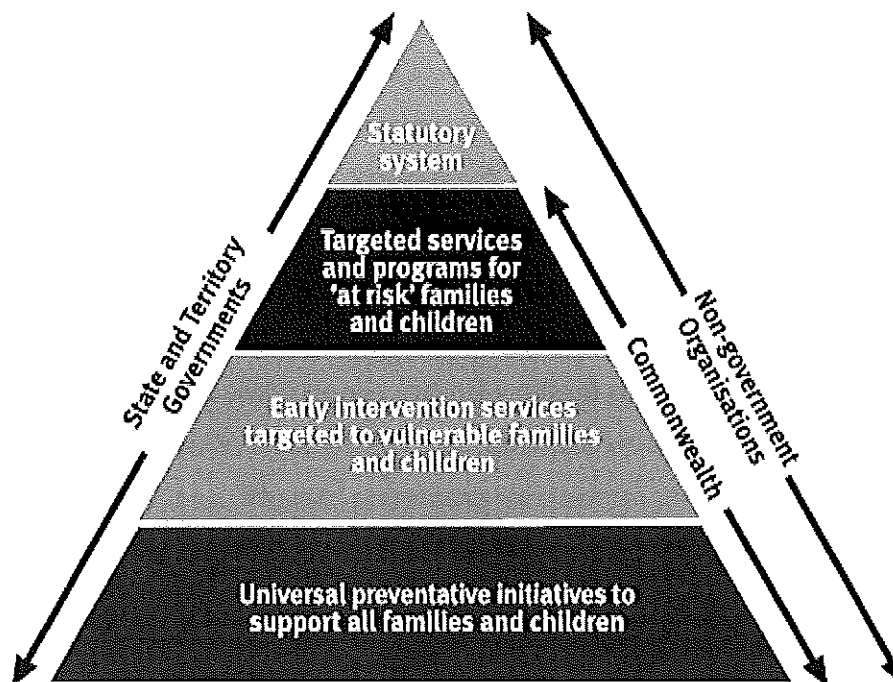 Statutory
system
Targeted services
and programs for
'at risk' families
and children
Early intervention services
targeted to vulnerable families
and children
Universal preventative initiatives to
support all families and children
State and Territory
Governments
Commonwealth
Non-government
Organisations